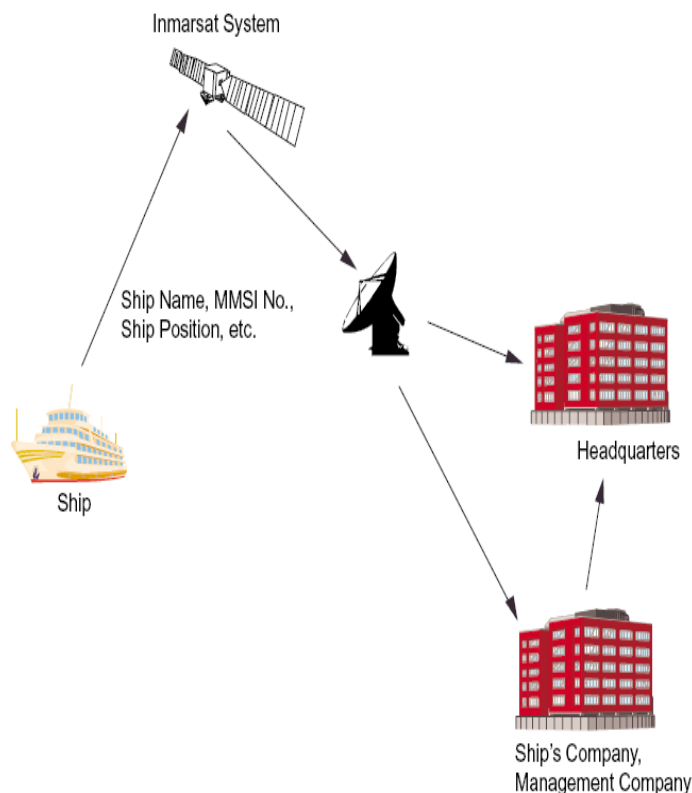 Inmarsat System
Ship Name, MMSI No.,
Ship Position, etc.
Headquarters
Ship
Ship's Company,
Management Company